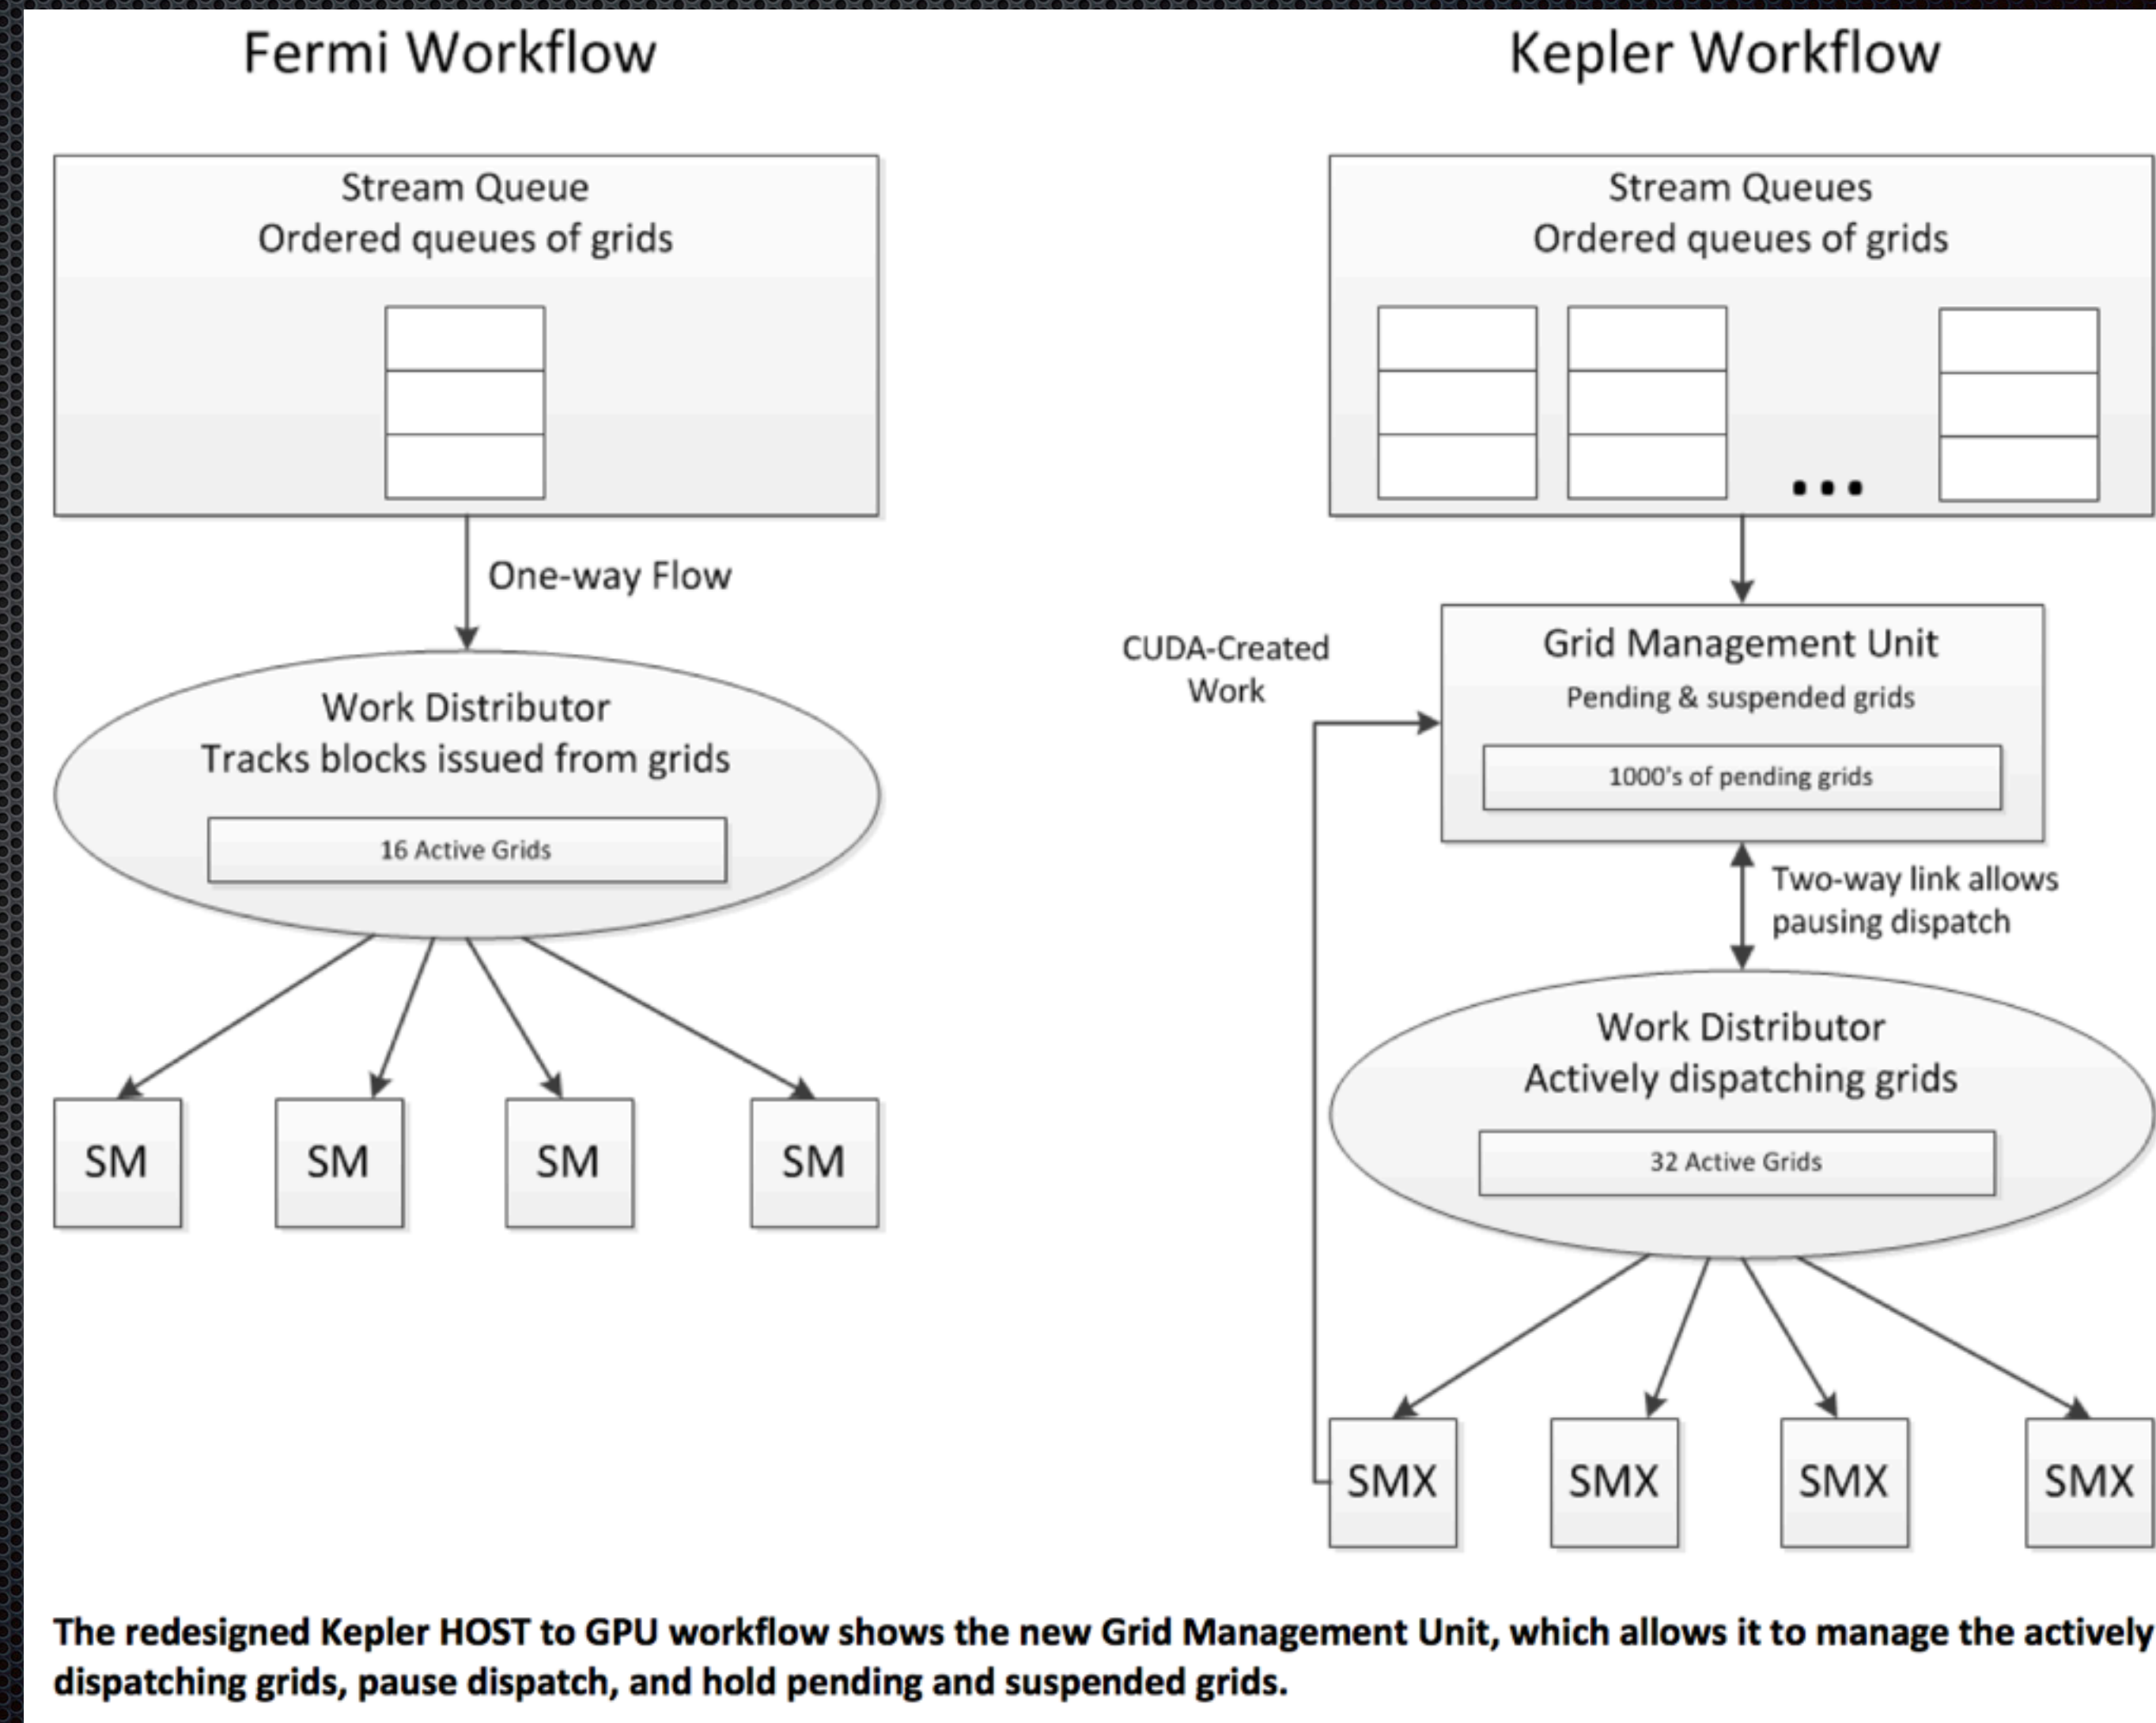 Fermi Workflow
Stream Queue
Ordered queues of grids
One-way Flow
Work Distributor
Tracks blocks issued from grids
16 Active Grids
SM
SM
SM
SM
Kepler Workflow
Stream Queues
Ordered queues of grids
...
CUDA-Created
Work
Grid Management Unit
Pending & suspended grids
1000's of pending grids
Two-way link allows
pausing dispatch
Work Distributor
Actively dispatching grids
32 Active Grids
SMX
SMX
SMX
SMX
The redesigned Kepler HOST to GPU workflow shows the new Grid Management Unit, which allows it to manage the actively
dispatching grids, pause dispatch, and hold pending and suspended grids.